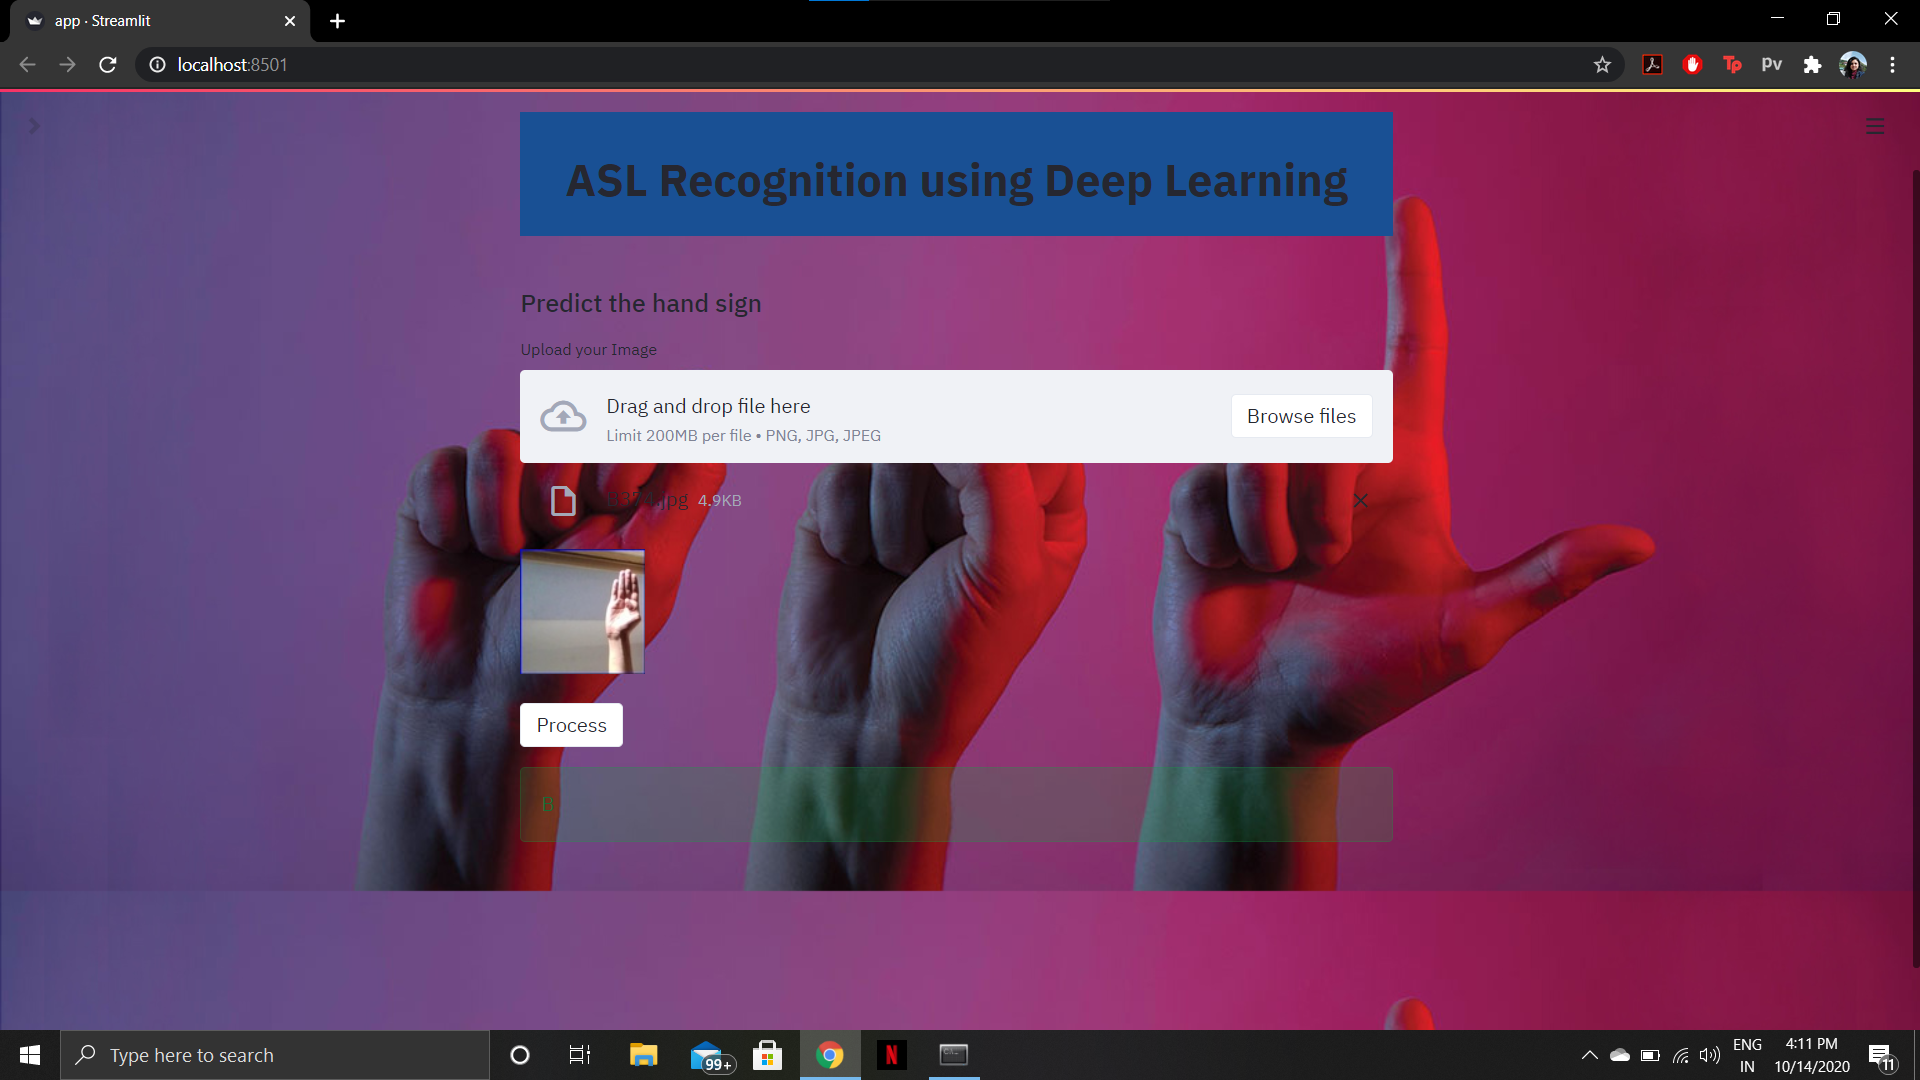 app · Streamlit
localhost:8501
Tp
pv
ASL Recognition using Deep Learning
Predict the hand sign
Upload your Image
Drag and drop file here
Limit 200MB per file • PNG, JPG, JPEG
Browse files
4.9KB
Process
B
Type here to search
99+
N
ENG
IN
4:11 PM
10/14/2020
11